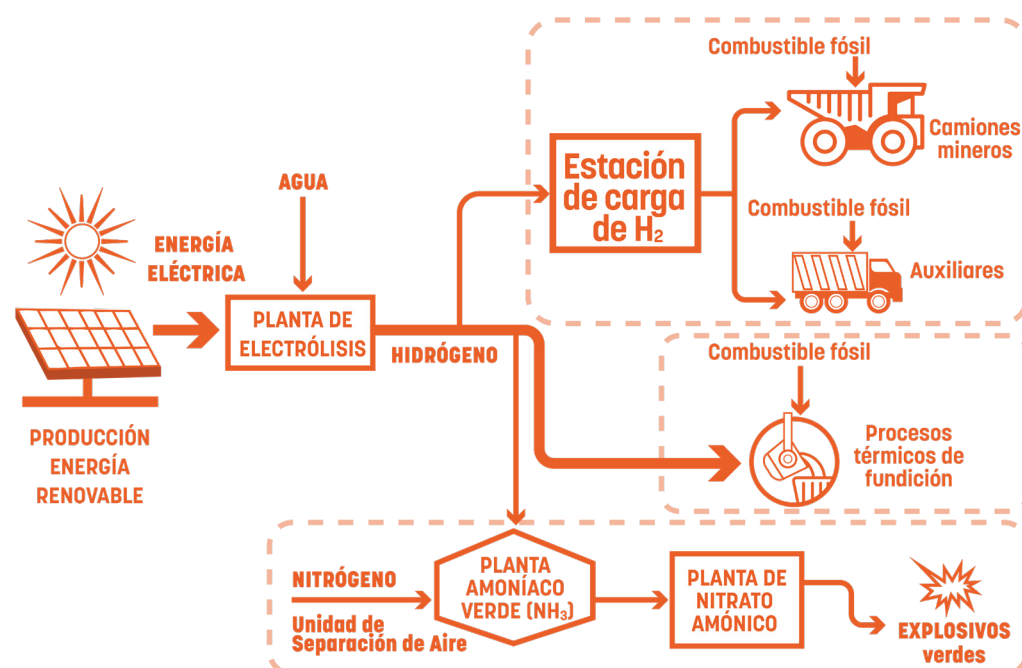 Combustible fósil
Camiones
mineros
Estación
de carga
de H₂
AGUA
Combustible fósil
ENERGÍA
ELÉCTRICA
Auxiliares
PLANTA DE
ELECTRÓLISIS
HIDRÓGENO
Combustible fósil
PRODUCCIÓN
ENERGÍA
RENOVABLE
Procesos
térmicos de
fundición
NITRÓGENO
Unidad de
Separación de Aire
PLANTA
AMONÍACO
VERDE (NH₃)
PLANTA DE
NITRATO
AMÓNICO
EXPLOSIVOS
verdes